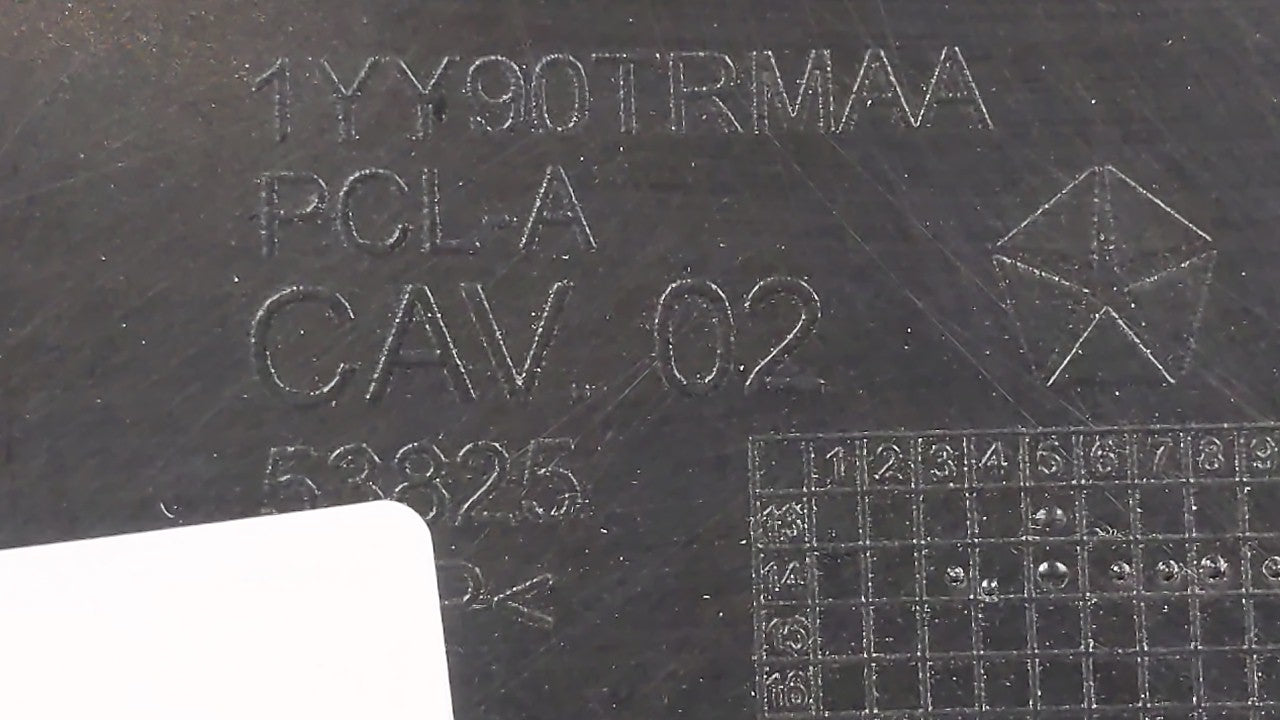 1YY90TRMAA
PCL-A
CAV. 02
53825
P<
1 2 3 4 5 6 7 8 9
13
14
15
16